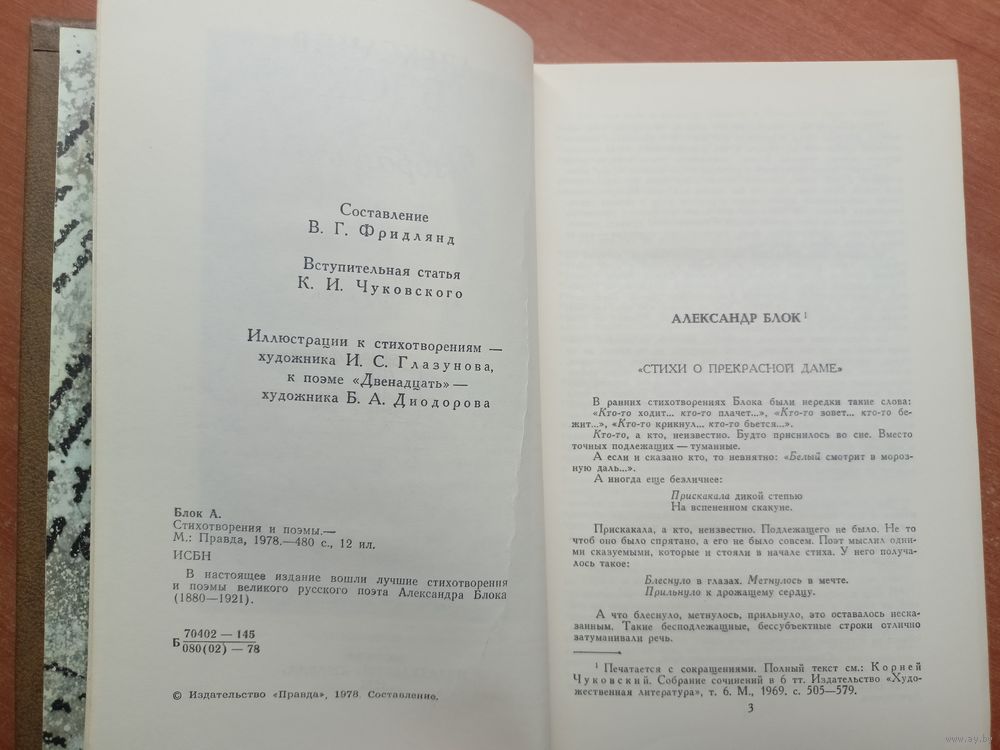 Составление
В. Г. Фридлянд
Вступительная статья
К. И. Чуковского
Иллюстрации к стихотворениям —
художника И. С. Глазунова,
к поэме «Двенадцать» —
художника Б. А. Диодорова
Блок А.
Стихотворения и поэмы.—
М.: Правда, 1978.—480 с., 12 ил.
ИСБН
В настоящее издание вошли лучшие стихотворения
и поэмы великого русского поэта Александра Блока
(1880—1921).
Б 70402 — 145
080(02) — 78
© Издательство «Правда», 1978. Составление.
АЛЕКСАНДР БЛОК ¹
«СТИХИ О ПРЕКРАСНОЙ ДАМЕ»
В ранних стихотворениях Блока были нередки такие слова:
«Кто-то ходит... кто-то плачет...», «Кто-то зовет... кто-то бе-
жит...», «Кто-то крикнул... кто-то бьется...».
Кто-то, а кто, неизвестно. Будто приснилось во сне. Вместо
точных подлежащих — туманные.
А если и сказано кто, то невнятно: «Белый смотрит в мороз-
ную даль...».
А иногда еще безличнее:
Прискакала дикой степью
На вспененном скакуне.
Прискакала, а кто, неизвестно. Подлежащего не было. Не то
чтоб оно было спрятано, а его не было совсем. Поэт мыслил одни-
ми сказуемыми, которые и стояли в начале стиха. У него получа-
лось такое:
Блеснуло в глазах. Метнулось в мечте.
Прильнуло к дрожащему сердцу.
А что блеснуло, метнулось, прильнуло, это оставалось неска-
занным. Такие бесподлежащные, бессубъектные строки отлично
затуманивали речь.
¹ Печатается с сокращениями. Полный текст см.: Корней
Чуковский. Собрание сочинений в 6 тт. Издательство «Худо-
жественная литература», т. 6. М., 1969. с. 505—579.
3
www.ay.by